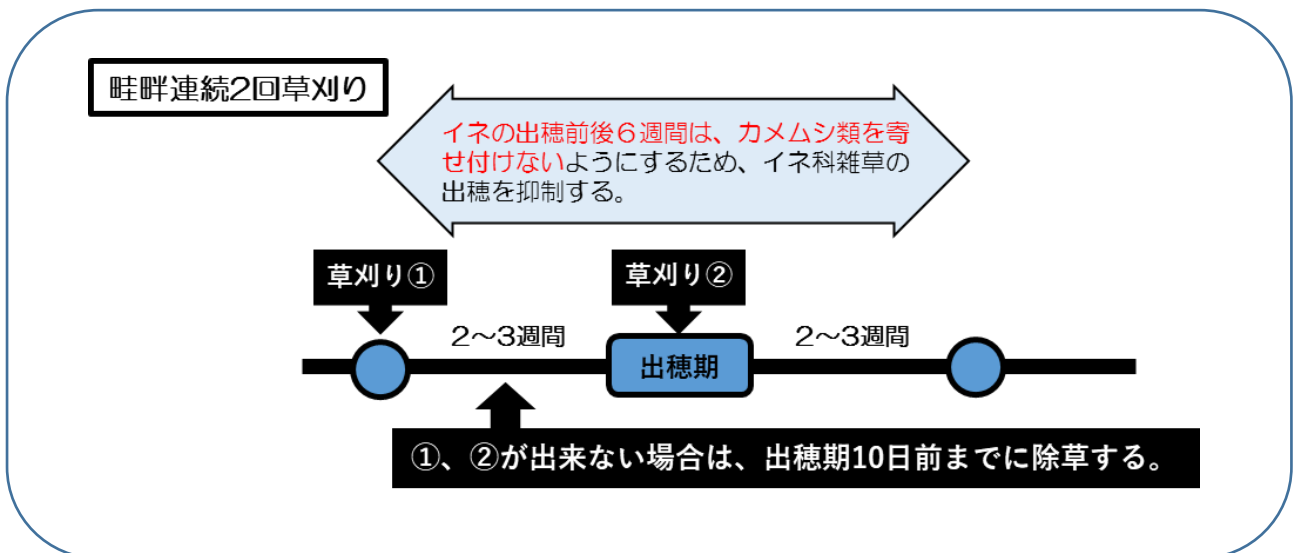 畦畔連続2回草刈り
イネの出穂前後６週間は、カメムシ類を寄
せ付けないようにするため、イネ科雑草の
出穂を抑制する。
草刈り①
草刈り②
２～３週間
２～３週間
出穂期
①、②が出来ない場合は、出穂期10日前までに除草する。